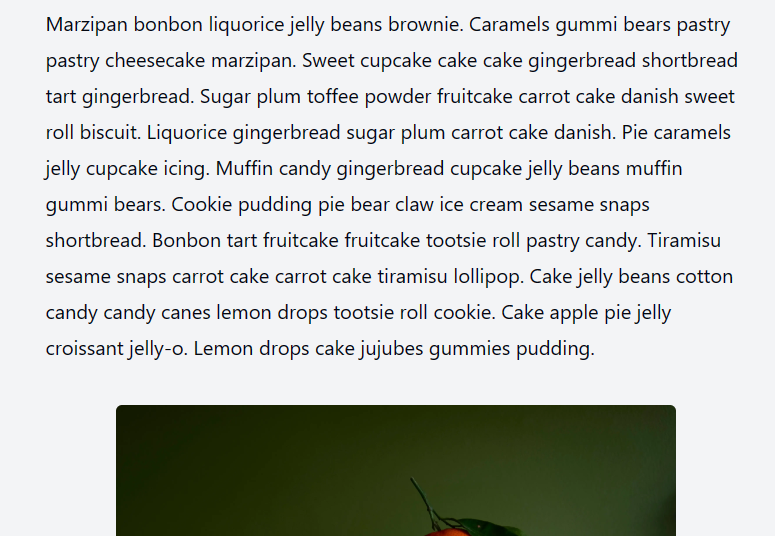 Marzipan bonbon liquorice jelly beans brownie. Caramels gummi bears pastry
pastry cheesecake marzipan. Sweet cupcake cake cake gingerbread shortbread
tart gingerbread. Sugar plum toffee powder fruitcake carrot cake danish sweet
roll biscuit. Liquorice gingerbread sugar plum carrot cake danish. Pie caramels
jelly cupcake icing. Muffin candy gingerbread cupcake jelly beans muffin
gummi bears. Cookie pudding pie bear claw ice cream sesame snaps
shortbread. Bonbon tart fruitcake fruitcake tootsie roll pastry candy. Tiramisu
sesame snaps carrot cake carrot cake tiramisu lollipop. Cake jelly beans cotton
candy candy canes lemon drops tootsie roll cookie. Cake apple pie jelly
croissant jelly-o. Lemon drops cake jujubes gummies pudding.